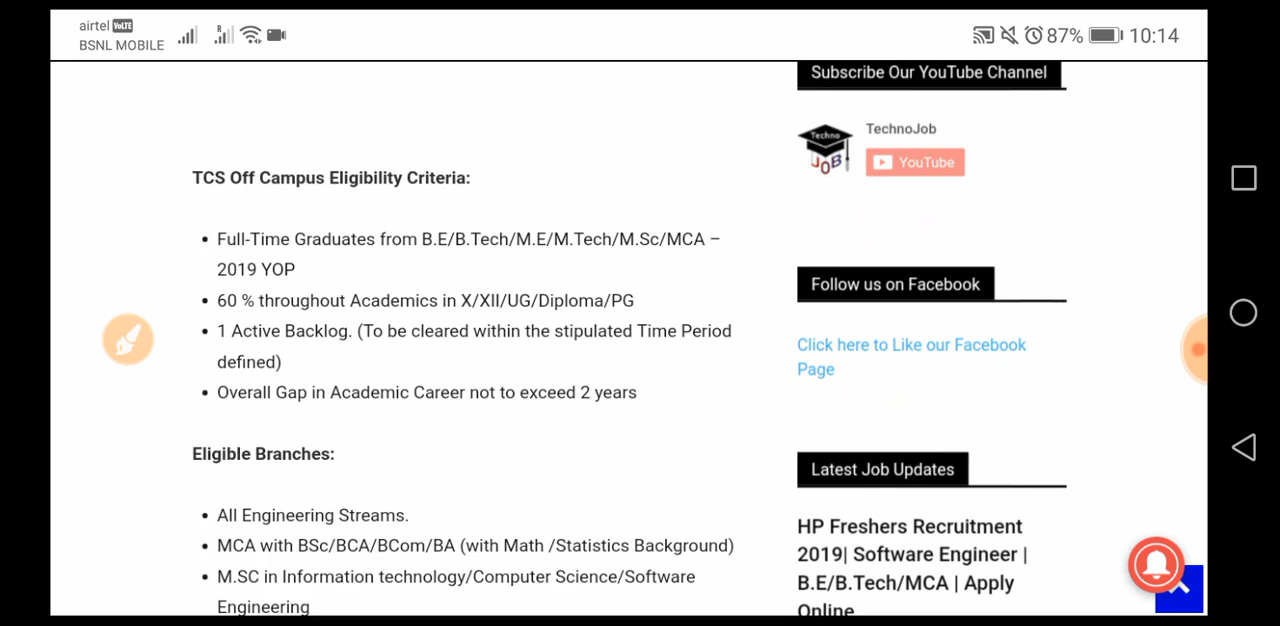 airtel VoLTE
BSNL MOBILE
R
87%
10:14
TCS Off Campus Eligibility Criteria:
Full-Time Graduates from B.E/B.Tech/M.E/M.Tech/M.Sc/MCA –
2019 YOP
60 % throughout Academics in X/XII/UG/Diploma/PG
1 Active Backlog. (To be cleared within the stipulated Time Period
defined)
Overall Gap in Academic Career not to exceed 2 years
Eligible Branches:
All Engineering Streams.
MCA with BSc/BCA/BCom/BA (with Math /Statistics Background)
M.SC in Information technology/Computer Science/Software
Engineering
Subscribe Our YouTube Channel
Techno
JOB
TechnoJob
YouTube
Follow us on Facebook
Click here to Like our Facebook
Page
Latest Job Updates
HP Freshers Recruitment
2019| Software Engineer |
B.E/B.Tech/MCA | Apply
Online